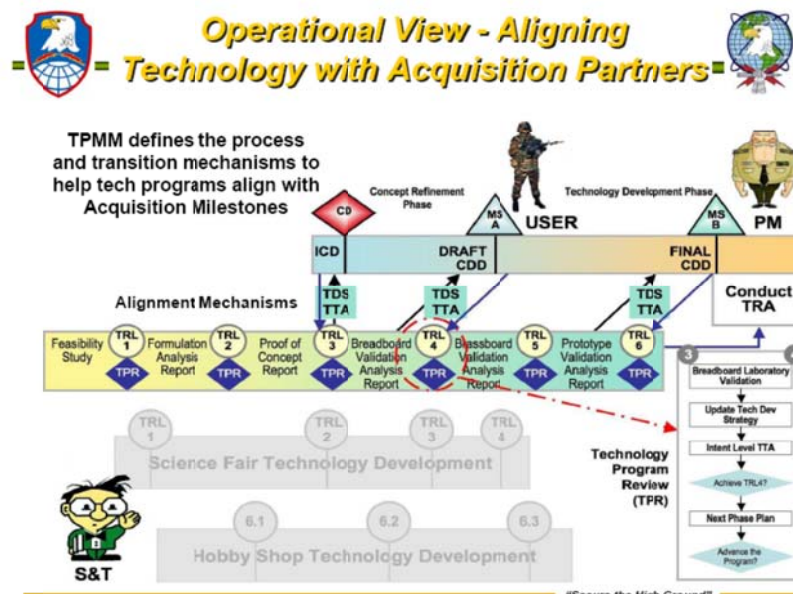 Operational View - Aligning
Technology with Acquisition Partners
TPMM defines the process
and transition mechanisms to
help tech programs align with
Acquisition Milestones
CD
Concept Refinement
Phase
MS
A
USER
Technology Development Phase
MS
B
PM
ICD
DRAFT
CDD
FINAL
CDD
Alignment Mechanisms
TDS
TTA
TDS
TTA
TDS
TTA
Conduct
TRA
Feasibility
Study
TRL
1
TPR
Formulation
Analysis
Report
TRL
2
TPR
Proof of
Concept
Report
TRL
3
TPR
Breadboard
Validation
Analysis
Report
TRL
4
TPR
Brassboard
Validation
Analysis
Report
TRL
5
TPR
Prototype
Validation
Analysis
Report
TRL
6
TPR
3
Breadboard Laboratory
Validation
Update Tech Dev
Strategy
Intent Level TTA
Achieve TRL4?
Next Phase Plan
Advance the
Program?
Technology
Program
Review
(TPR)
TRL
1
TRL
2
TRL
3
TRL
4
Science Fair Technology Development
6.1
6.2
6.3
Hobby Shop Technology Development
S&T
"Secure the High Ground"